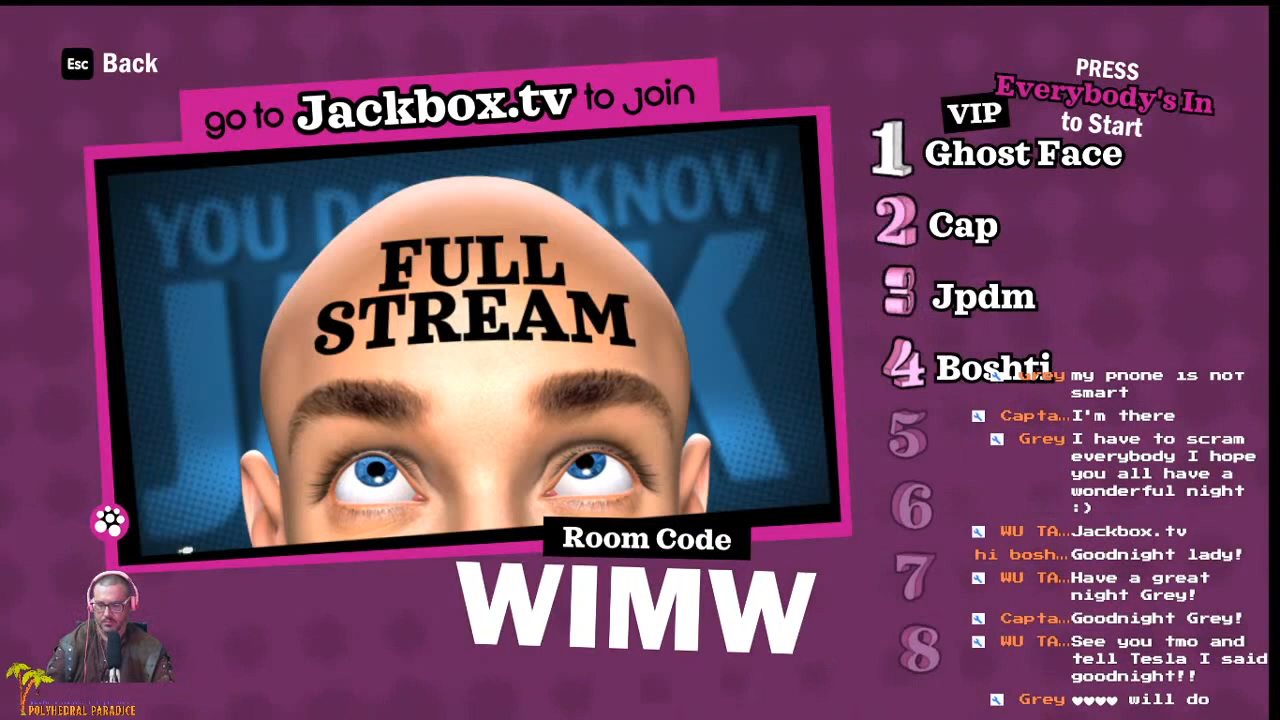 Esc Back
go to Jackbox.tv to join
YOU DON'T KNOW
JACK
FULL
STREAM
Room Code
WIMW
PRESS
Everybody's In
to Start
VIP
1 Ghost Face
2 Cap
3 Jpdm
4 Boshti
5
6
7
8
Grey my phone is not
smart
Capta… I'm there
Grey I have to scram
everybody I hope
you all have a
wonderful night
:)
WU TA… Jackbox.tv
hi bosh… Goodnight lady!
WU TA… Have a great
night Grey!
Capta… Goodnight Grey!
WU TA… See you tmo and
tell Tesla I said
goodnight!!
Grey ♥♥♥♥ will do
POLYHEDRAL PARADICE